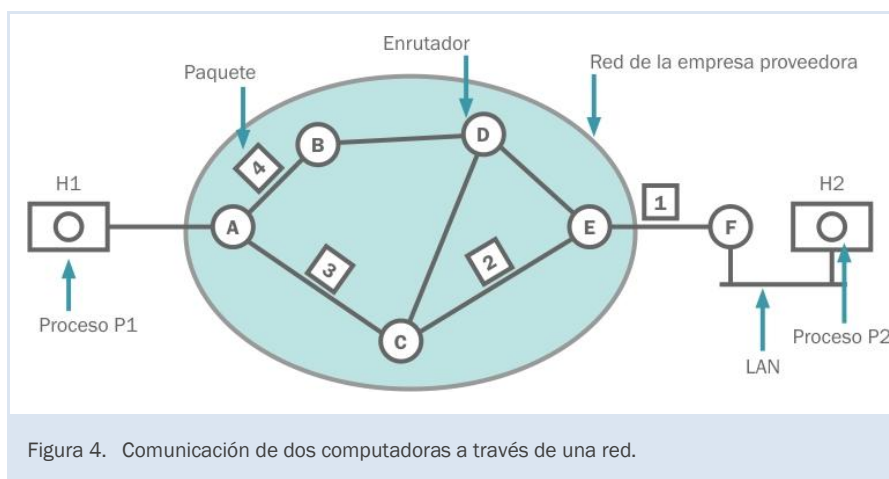 Enrutador
Paquete
Red de la empresa proveedora
B
D
4
H1
H2
1
A
E
F
3
2
C
Proceso P1
Proceso P2
LAN
Figura 4. Comunicación de dos computadoras a través de una red.